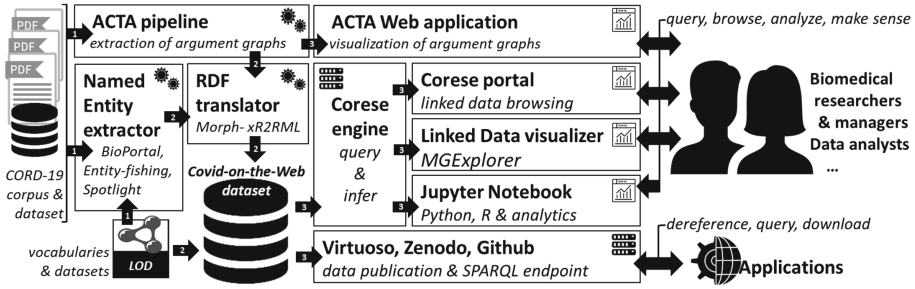 PDF
PDF
PDF
CORD-19
corpus &
dataset
1
1
ACTA pipeline
extraction of argument graphs
3
ACTA Web application
visualization of argument graphs
query, browse, analyze, make sense
Named
Entity
extractor
BioPortal,
Entity-fishing,
Spotlight
2
2
RDF
translator
Morph- xR2RML
2
Covid-on-the-Web
dataset
1
vocabularies
& datasets
LOD
2
3
3
Corese
engine
query
&
infer
3
3
3
Corese portal
linked data browsing
Linked Data visualizer
MGExplorer
Jupyter Notebook
Python, R & analytics
Virtuoso, Zenodo, Github
data publication & SPARQL endpoint
Biomedical
researchers
& managers
Data analysts
...
dereference, query, download
Applications